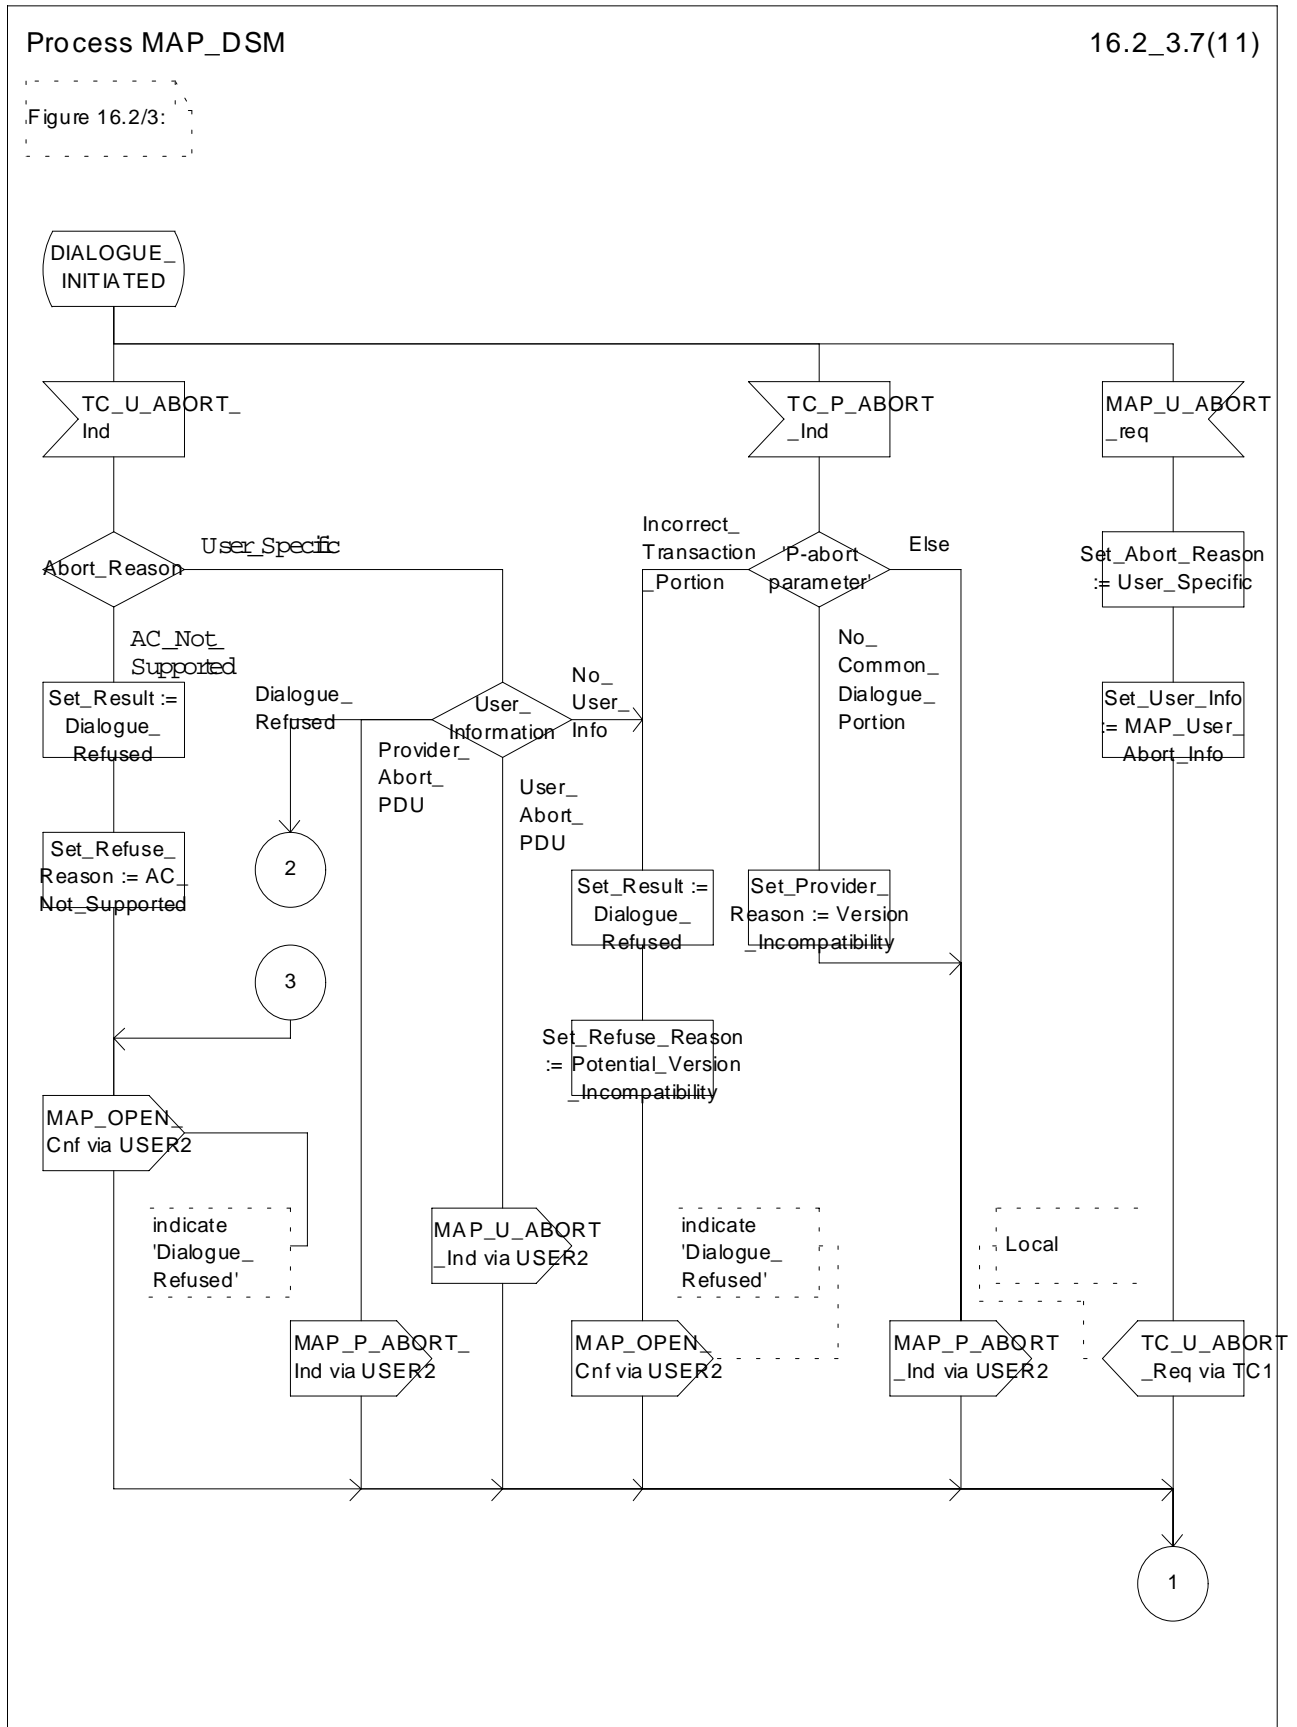 Process MAP_DSM
16.2_3.7(11)
Figure 16.2/3:
DIALOGUE_
INITIATED
TC_U_ABORT_
Ind
TC_P_ABORT
_Ind
MAP_U_ABORT
_req
Abort_Reason
User_Specific
Incorrect_
Transaction
_Portion
'P-abort
parameter'
Else
Set_Abort_Reason
:= User_Specific
AC_Not_
Supported
No_
Common_
Dialogue_
Portion
Set_Result :=
Dialogue_
Refused
Dialogue_
Refused
User_
Information
No_
User_
Info
Set_User_Info
:= MAP_User_
Abort_Info
Provider_
Abort_
PDU
User_
Abort_
PDU
Set_Refuse_
Reason := AC_
Not_Supported
2
Set_Result :=
Dialogue_
Refused
Set_Provider_
Reason := Version
_Incompatibility
3
Set_Refuse_Reason
:= Potential_Version
_Incompatibility
MAP_OPEN_
Cnf via USER2
indicate
'Dialogue_
Refused'
MAP_U_ABORT
_Ind via USER2
indicate
'Dialogue_
Refused'
Local
MAP_P_ABORT_
Ind via USER2
MAP_OPEN_
Cnf via USER2
MAP_P_ABORT
_Ind via USER2
TC_U_ABORT
_Req via TC1
1